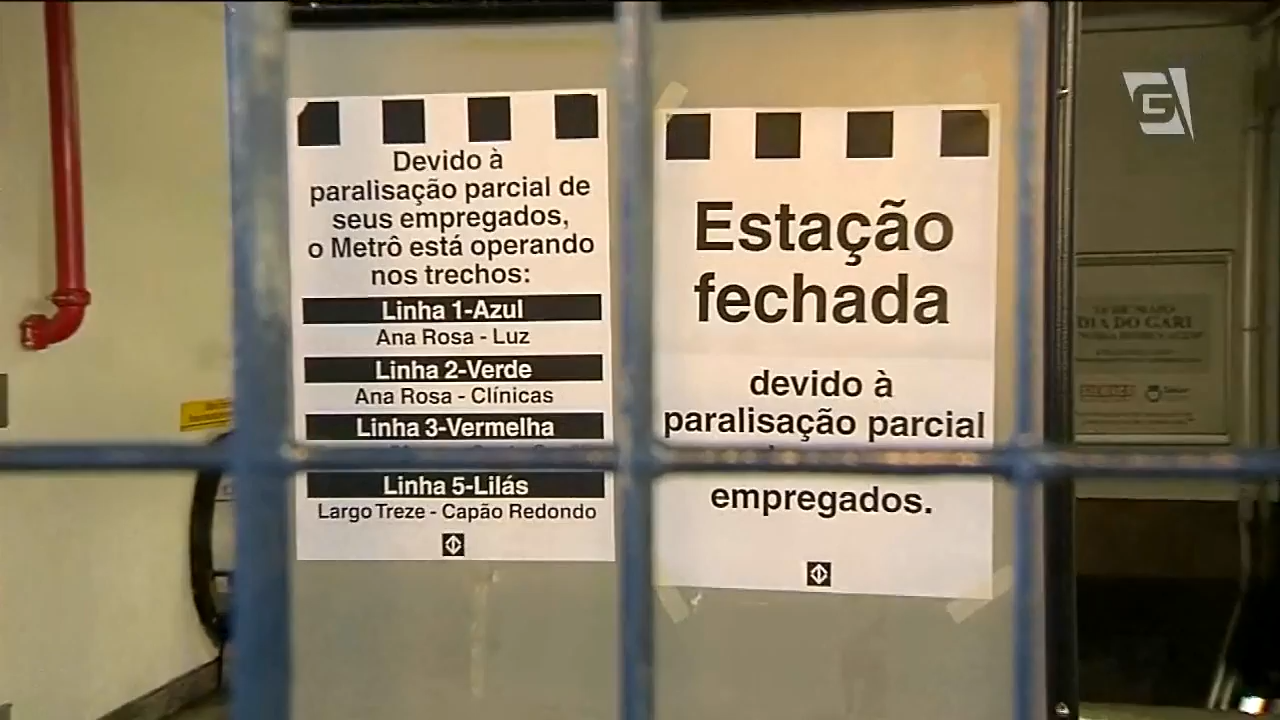 Devido à
paralisação parcial de
seus empregados,
o Metrô está operando
nos trechos:
Linha 1-Azul
Ana Rosa - Luz
Linha 2-Verde
Ana Rosa - Clínicas
Linha 3-Vermelha
Linha 5-Lilás
Largo Treze - Capão Redondo
Estação
fechada
devido à
paralisação parcial
empregados.
DIA DO GARI